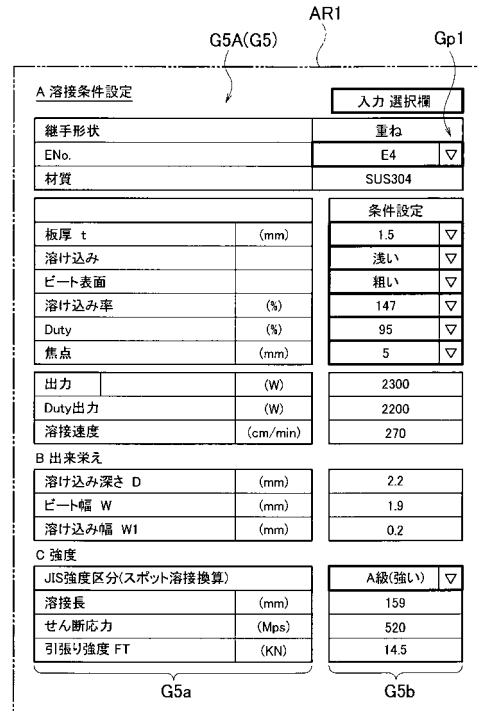 AR1
G5A(G5)
Gp1
A 溶接条件設定
入力 選択欄
継手形状 重ね
ENo. E4 ▽
材質 SUS304
条件設定
板厚 t (mm) 1.5 ▽
溶け込み 浅い ▽
ビート表面 粗い ▽
溶け込み率 (%) 147 ▽
Duty (%) 95 ▽
焦点 (mm) 5 ▽
出力 (W) 2300
Duty出力 (W) 2200
溶接速度 (cm/min) 270
B 出来栄え
溶け込み深さ D (mm) 2.2
ビート幅 W (mm) 1.9
溶け込み幅 W1 (mm) 0.2
C 強度
JIS強度区分(スポット溶接換算) A級(強い) ▽
溶接長 (mm) 159
せん断応力 (Mps) 520
引張り強度 FT (KN) 14.5
G5a G5b